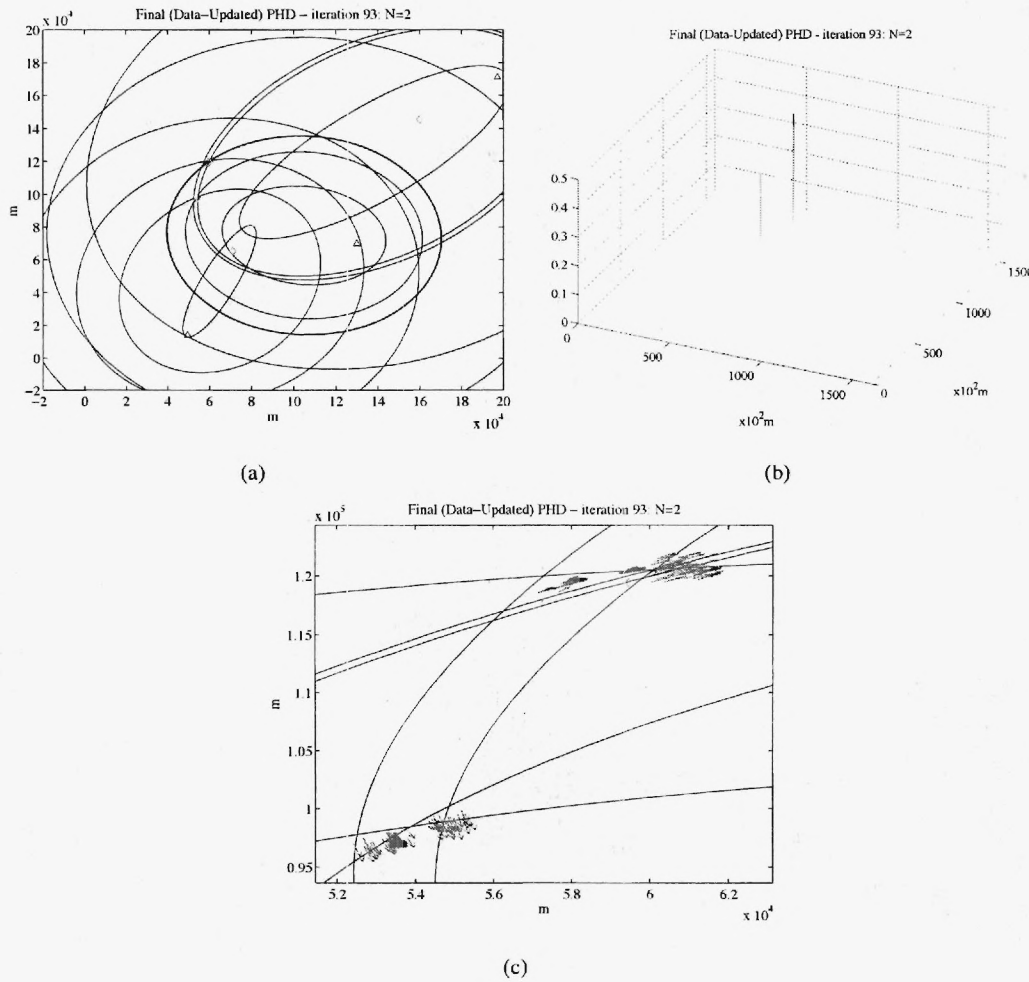 Final (Data-Updated) PHD - iteration 93: N=2
x 10^4
20
18
16
14
12
10
8
6
4
2
0
-2
m
-2 0 2 4 6 8 10 12 14 16 18 20
m
x 10^4
(a)
Final (Data-Updated) PHD - iteration 93: N=2
0.5
0.4
0.3
0.2
0.1
0
0
500
1000
1500
x10^2m
0
500
1000
1500
x10^2m
(b)
Final (Data-Updated) PHD - iteration 93: N=2
x 10^5
1.2
1.15
1.1
1.05
1
0.95
m
5.2 5.4 5.6 5.8 6 6.2
m
x 10^4
(c)